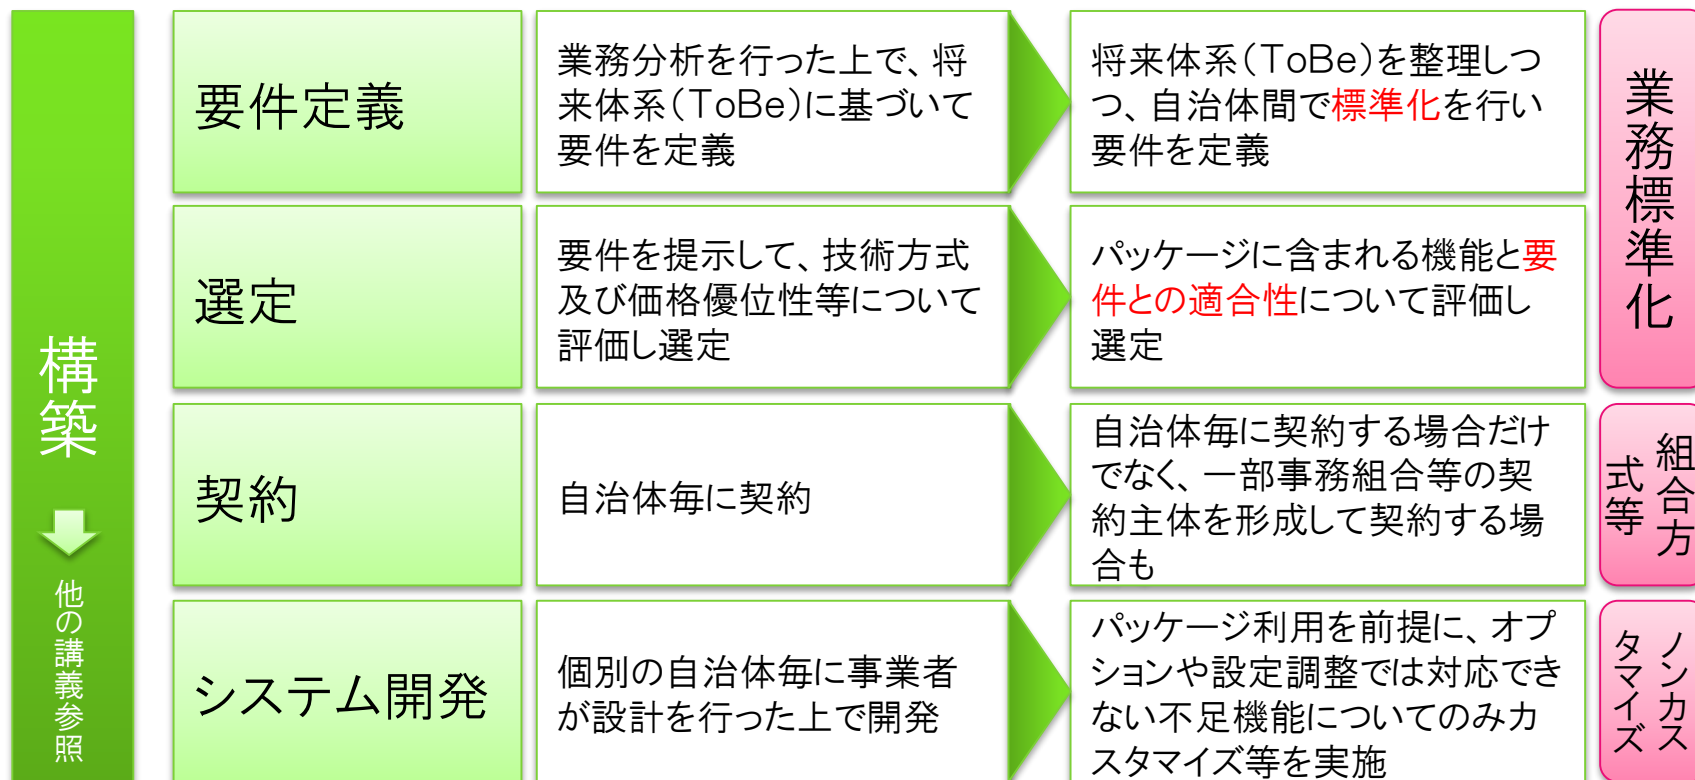 構築
他の講義参照
要件定義
業務分析を行った上で、将
来体系(ToBe)に基づいて
要件を定義
将来体系(ToBe)を整理しつ
つ、自治体間で標準化を行い
要件を定義
業務標準化
選定
要件を提示して、技術方式
及び価格優位性等について
評価し選定
パッケージに含まれる機能と要
件との適合性について評価し
選定
契約
自治体毎に契約
自治体毎に契約する場合だけ
でなく、一部事務組合等の契
約主体を形成して契約する場
合も
組合方
式等
システム開発
個別の自治体毎に事業者
が設計を行った上で開発
パッケージ利用を前提に、オプ
ションや設定調整では対応でき
ない不足機能についてのみカ
スタマイズ等を実施
ノンカス
タマイズ